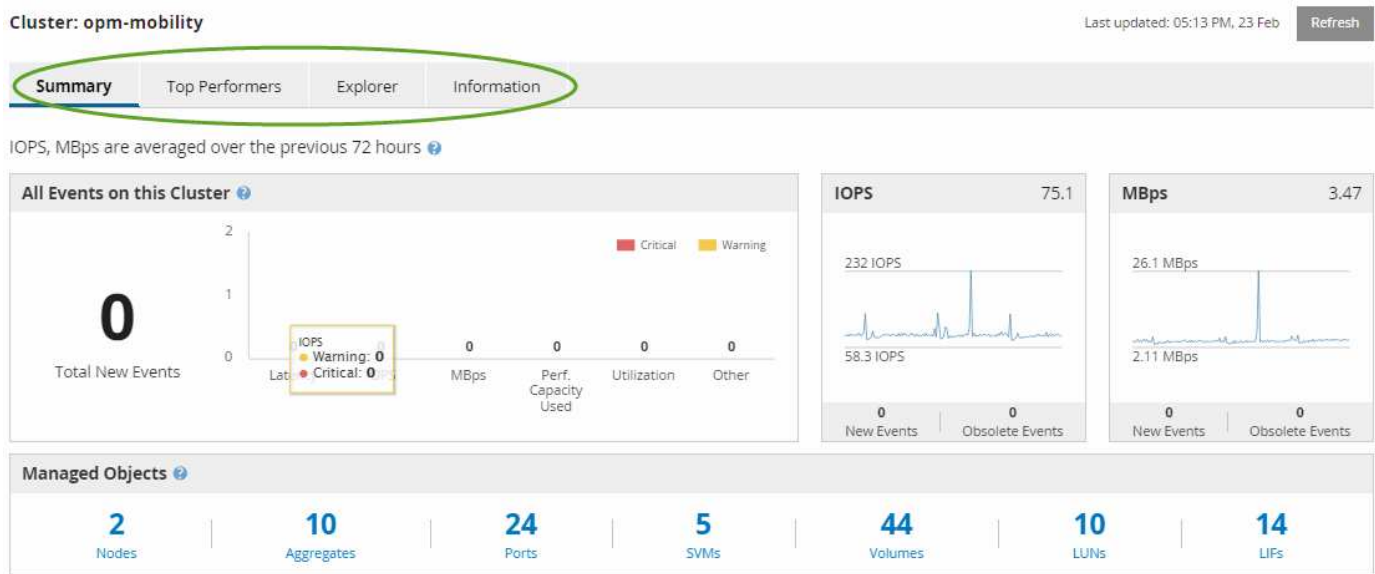 Cluster: opm-mobility
Last updated: 05:13 PM, 23 Feb
Refresh
Summary
Top Performers
Explorer
Information
IOPS, MBps are averaged over the previous 72 hours ?
All Events on this Cluster ?
0
Total New Events
2
1
0
Critical
Warning
IOPS
Warning: 0
Critical: 0
0
0
0
0
MBps
Perf.
Capacity
Used
Utilization
Other
IOPS
75.1
232 IOPS
58.3 IOPS
0
New Events
0
Obsolete Events
MBps
3.47
26.1 MBps
2.11 MBps
0
New Events
0
Obsolete Events
Managed Objects ?
2
Nodes
10
Aggregates
24
Ports
5
SVMs
44
Volumes
10
LUNs
14
LIFs